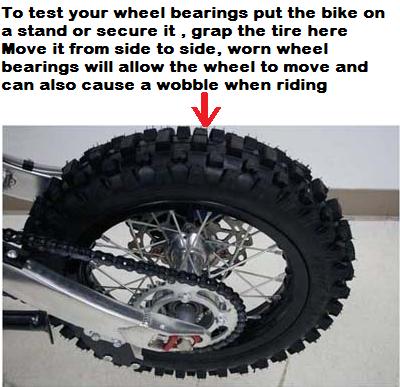 To test your wheel bearings put the bike on
a stand or secure it , grap the tire here
Move it from side to side, worn wheel
bearings will allow the wheel to move and
can also cause a wobble when riding